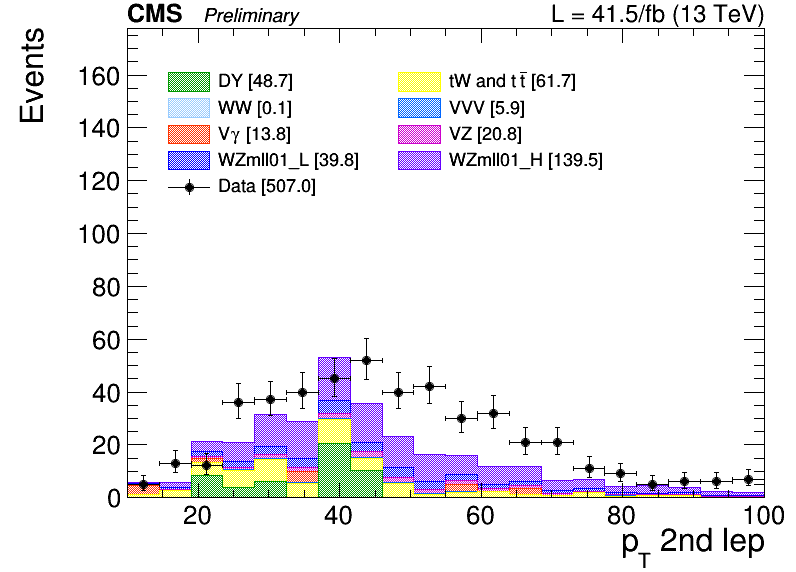 CMS Preliminary L = 41.5/fb (13 TeV)
Events
160
140
120
100
80
60
40
20
0
DY [48.7]
tW and tt̅ [61.7]
WW [0.1]
VVV [5.9]
Vγ [13.8]
VZ [20.8]
WZmll01_L [39.8]
WZmll01_H [139.5]
Data [507.0]
20 40 60 80 100
p_T 2nd lep